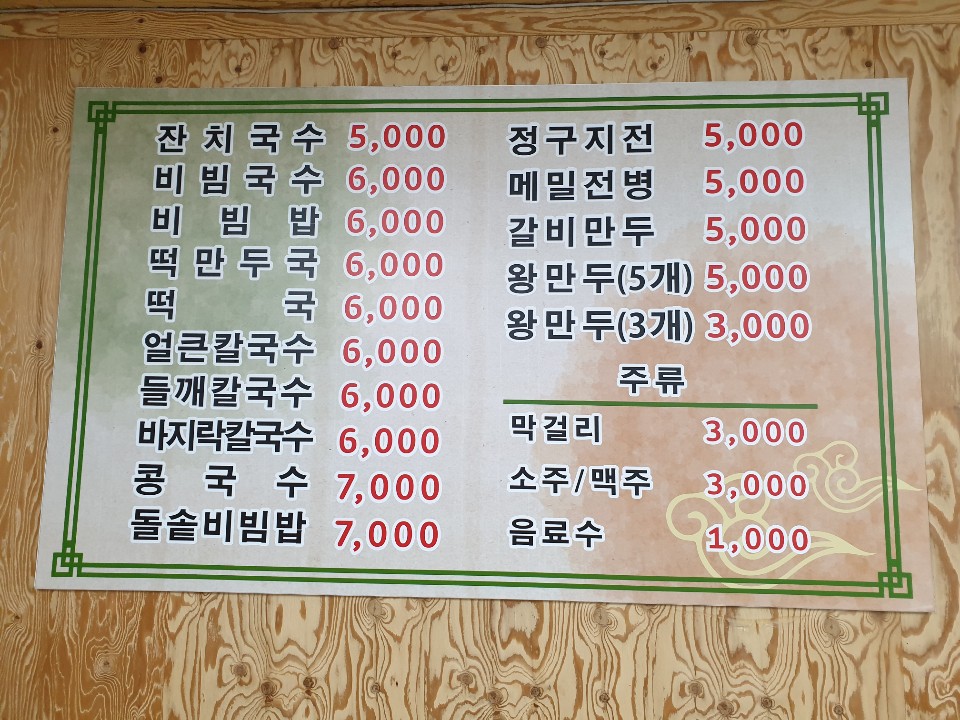 잔치국수 5,000
비빔국수 6,000
비빔밥 6,000
떡만두국 6,000
떡국 6,000
얼큰칼국수 6,000
들깨칼국수 6,000
바지락칼국수 6,000
콩국수 7,000
돌솥비빔밥 7,000
정구지전 5,000
메밀전병 5,000
갈비만두 5,000
왕만두(5개) 5,000
왕만두(3개) 3,000
주류
막걸리 3,000
소주/맥주 3,000
음료수 1,000